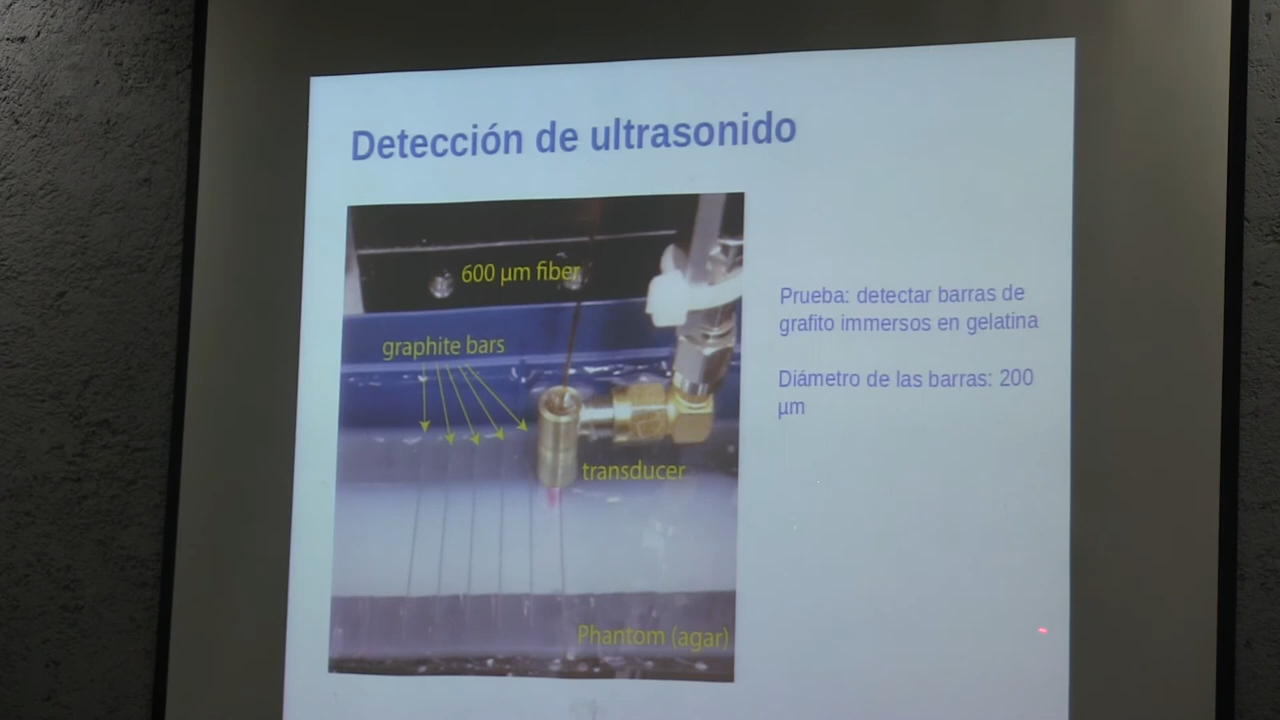 Detección de ultrasonido
600 µm fiber
graphite bars
transducer
Phantom (agar)
Prueba: detectar barras de
grafito immersos en gelatina
Diámetro de las barras: 200
µm